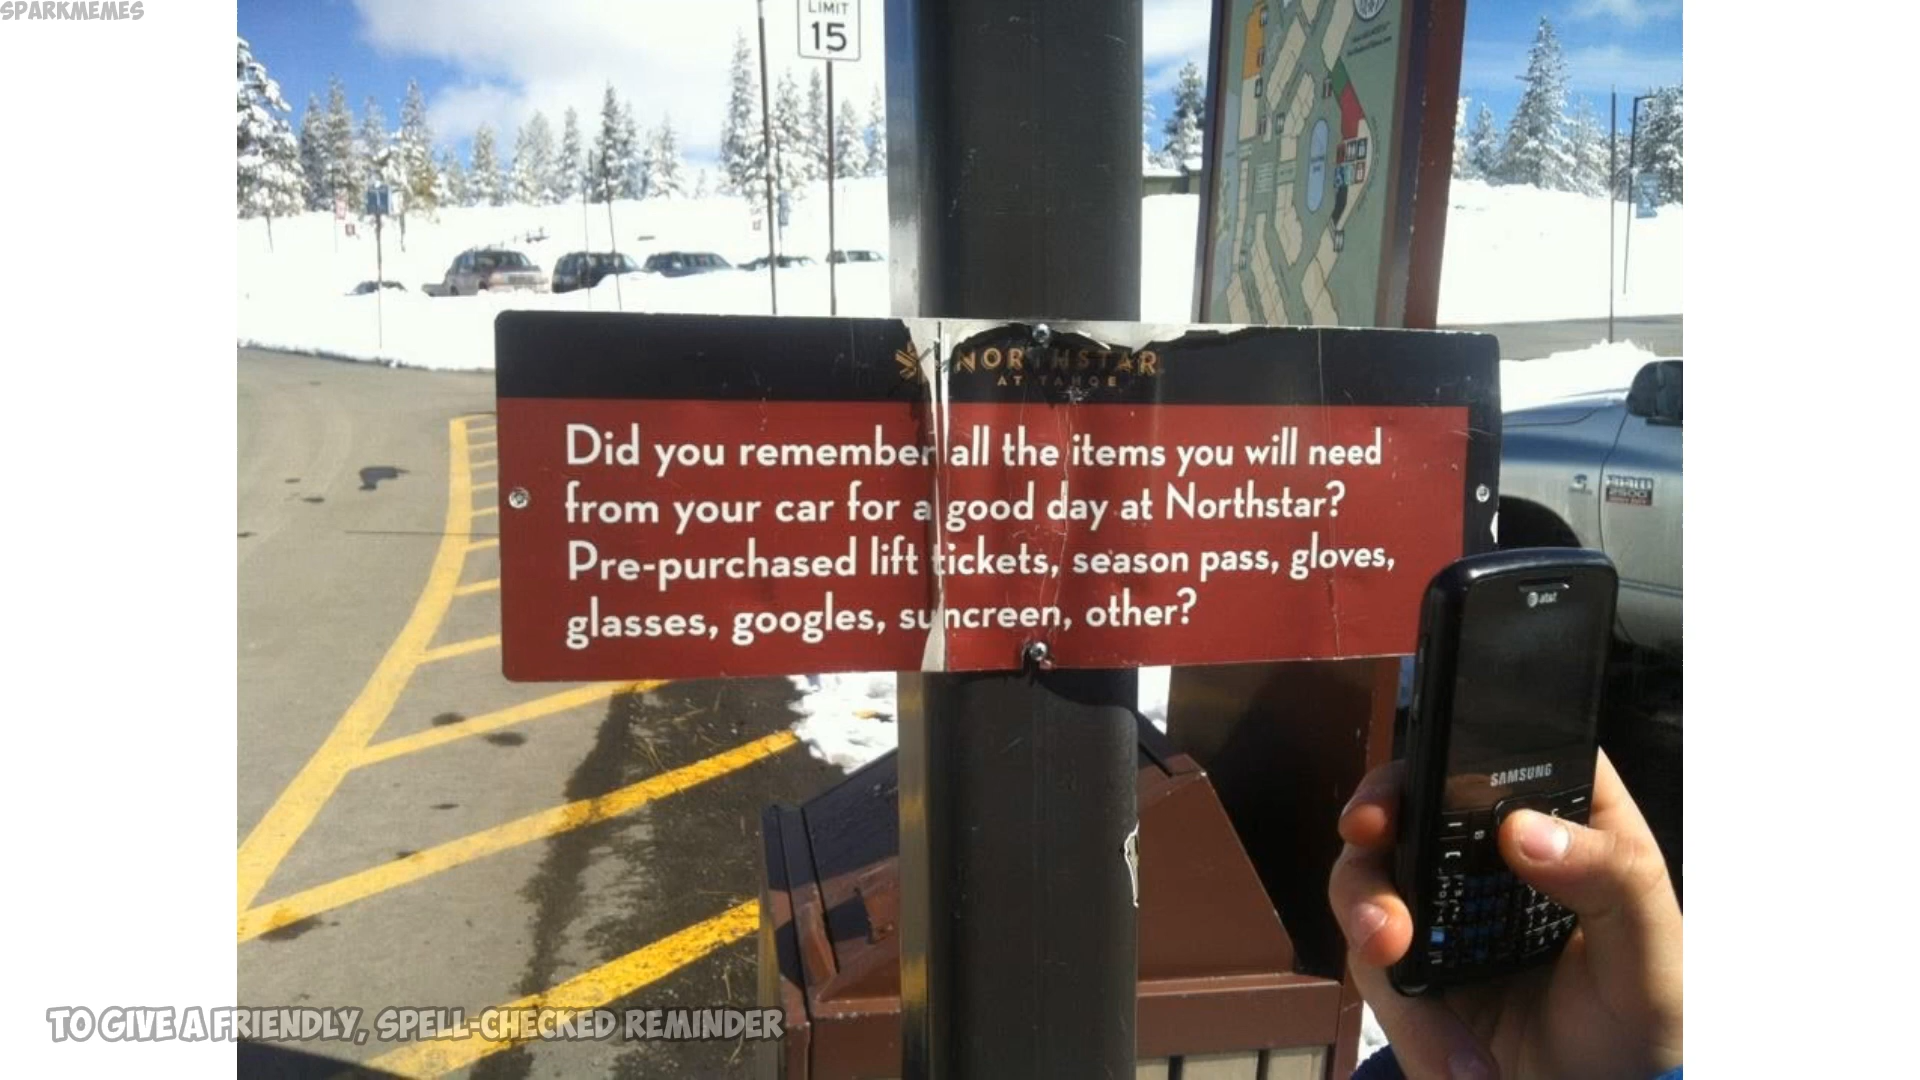 SPARKMEMES
LIMIT
15
NORTHSTAR
AT TAHOE
Did you remember all the items you will need
from your car for a good day at Northstar?
Pre-purchased lift tickets, season pass, gloves,
glasses, googles, suncreen, other?
at&t
SAMSUNG
TO GIVE A FRIENDLY, SPELL-CHECKED REMINDER